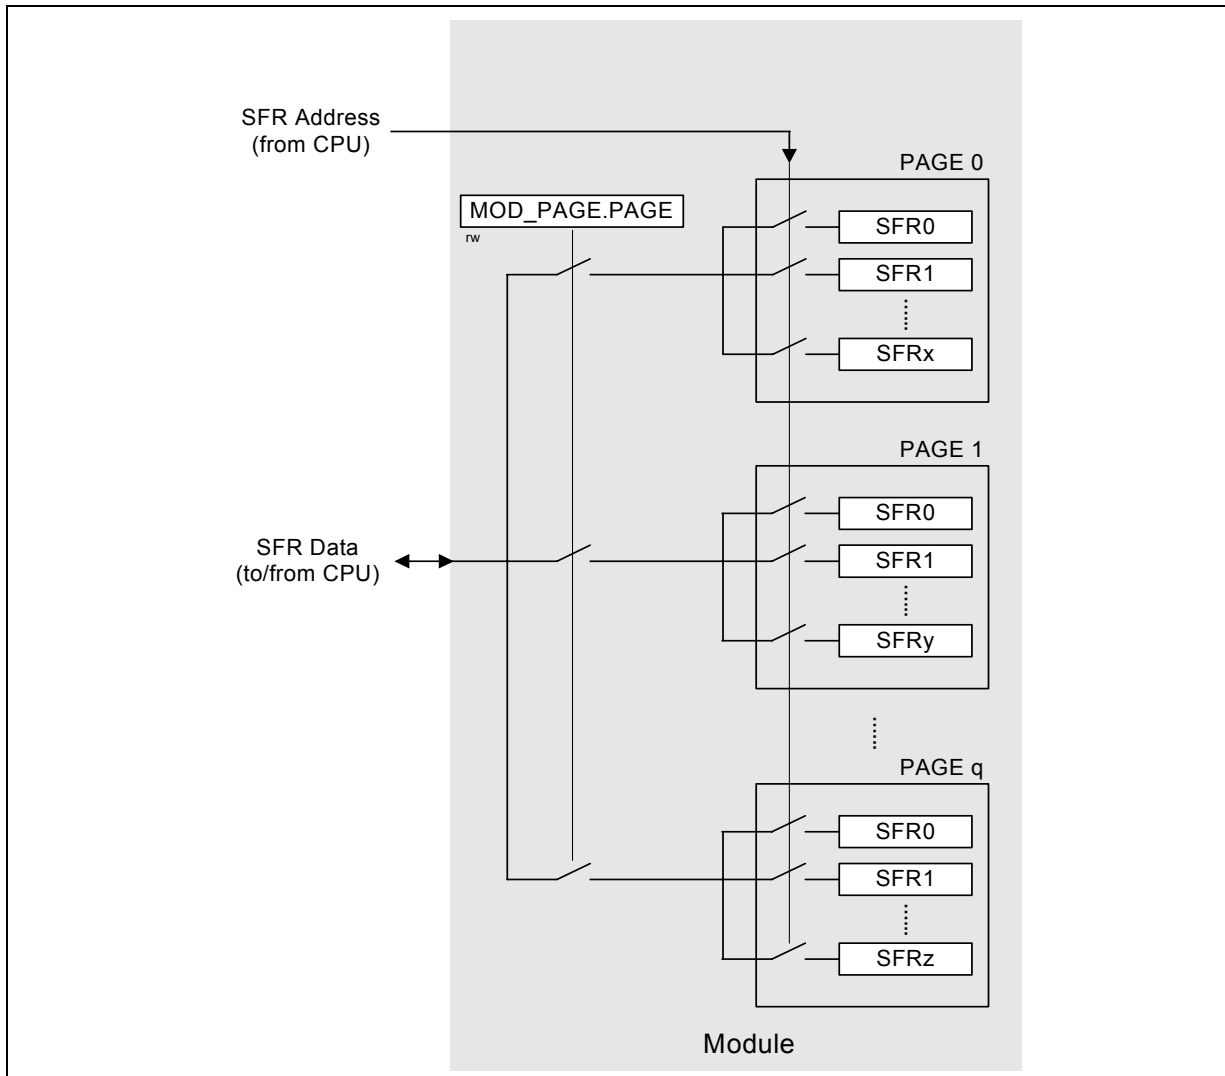 SFR Address
(from CPU)
PAGE 0
MOD_PAGE.PAGE
rw
SFR0
SFR1
SFRx
PAGE 1
SFR0
SFR Data
(to/from CPU)
SFR1
SFRy
PAGE q
SFR0
SFR1
SFRz
Module